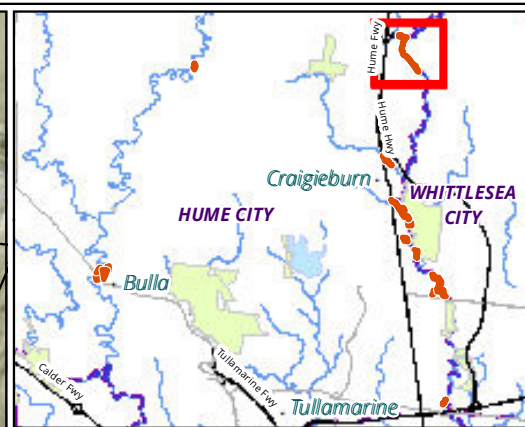 Hume Fwy
Hume Hwy
Craigieburn
WHITTLESEA
CITY
HUME CITY
Bulla
Calder Fwy
Tullamarine Fwy
Tullamarine